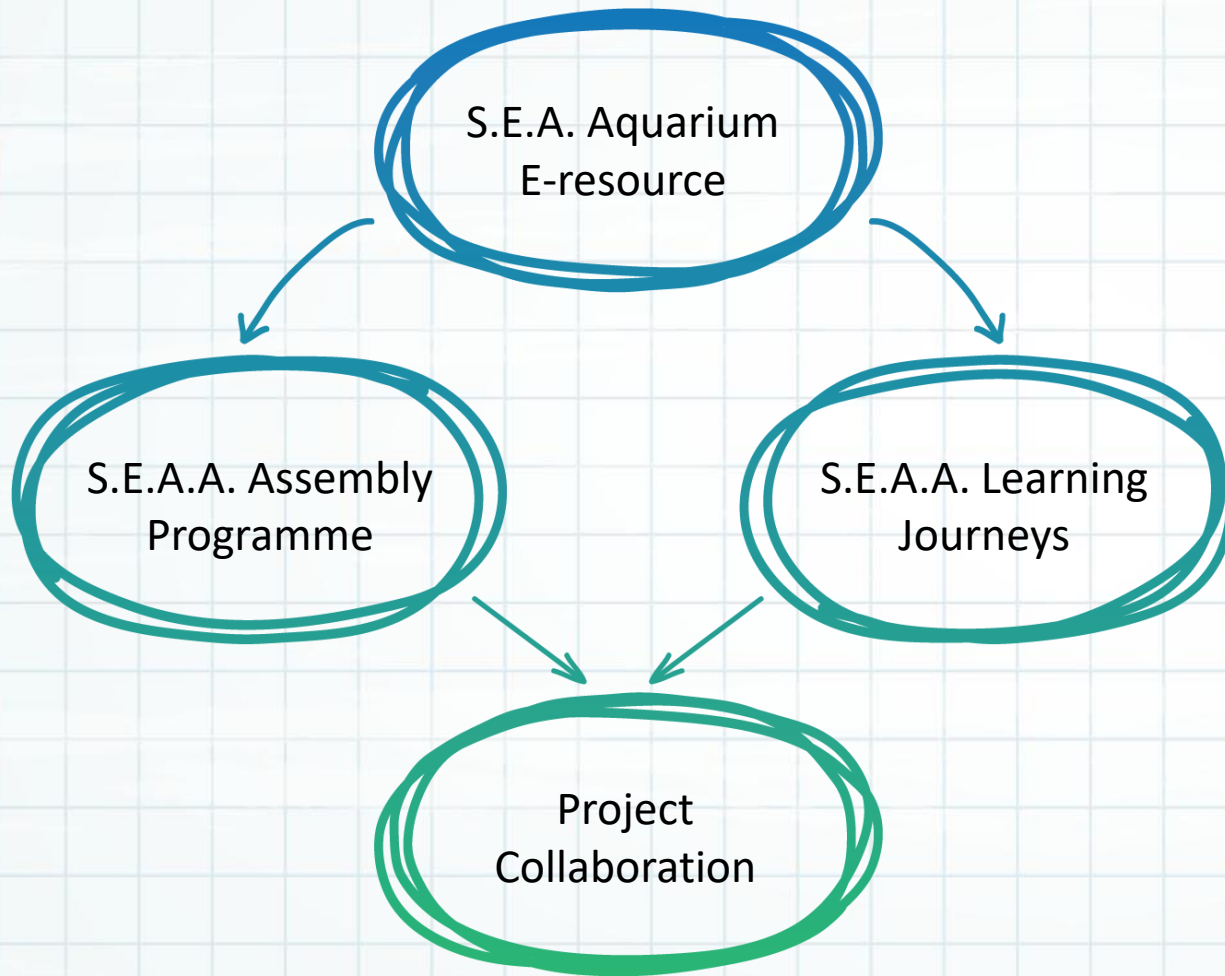 S.E.A. Aquarium
E-resource
S.E.A.A. Assembly
Programme
S.E.A.A. Learning
Journeys
Project
Collaboration